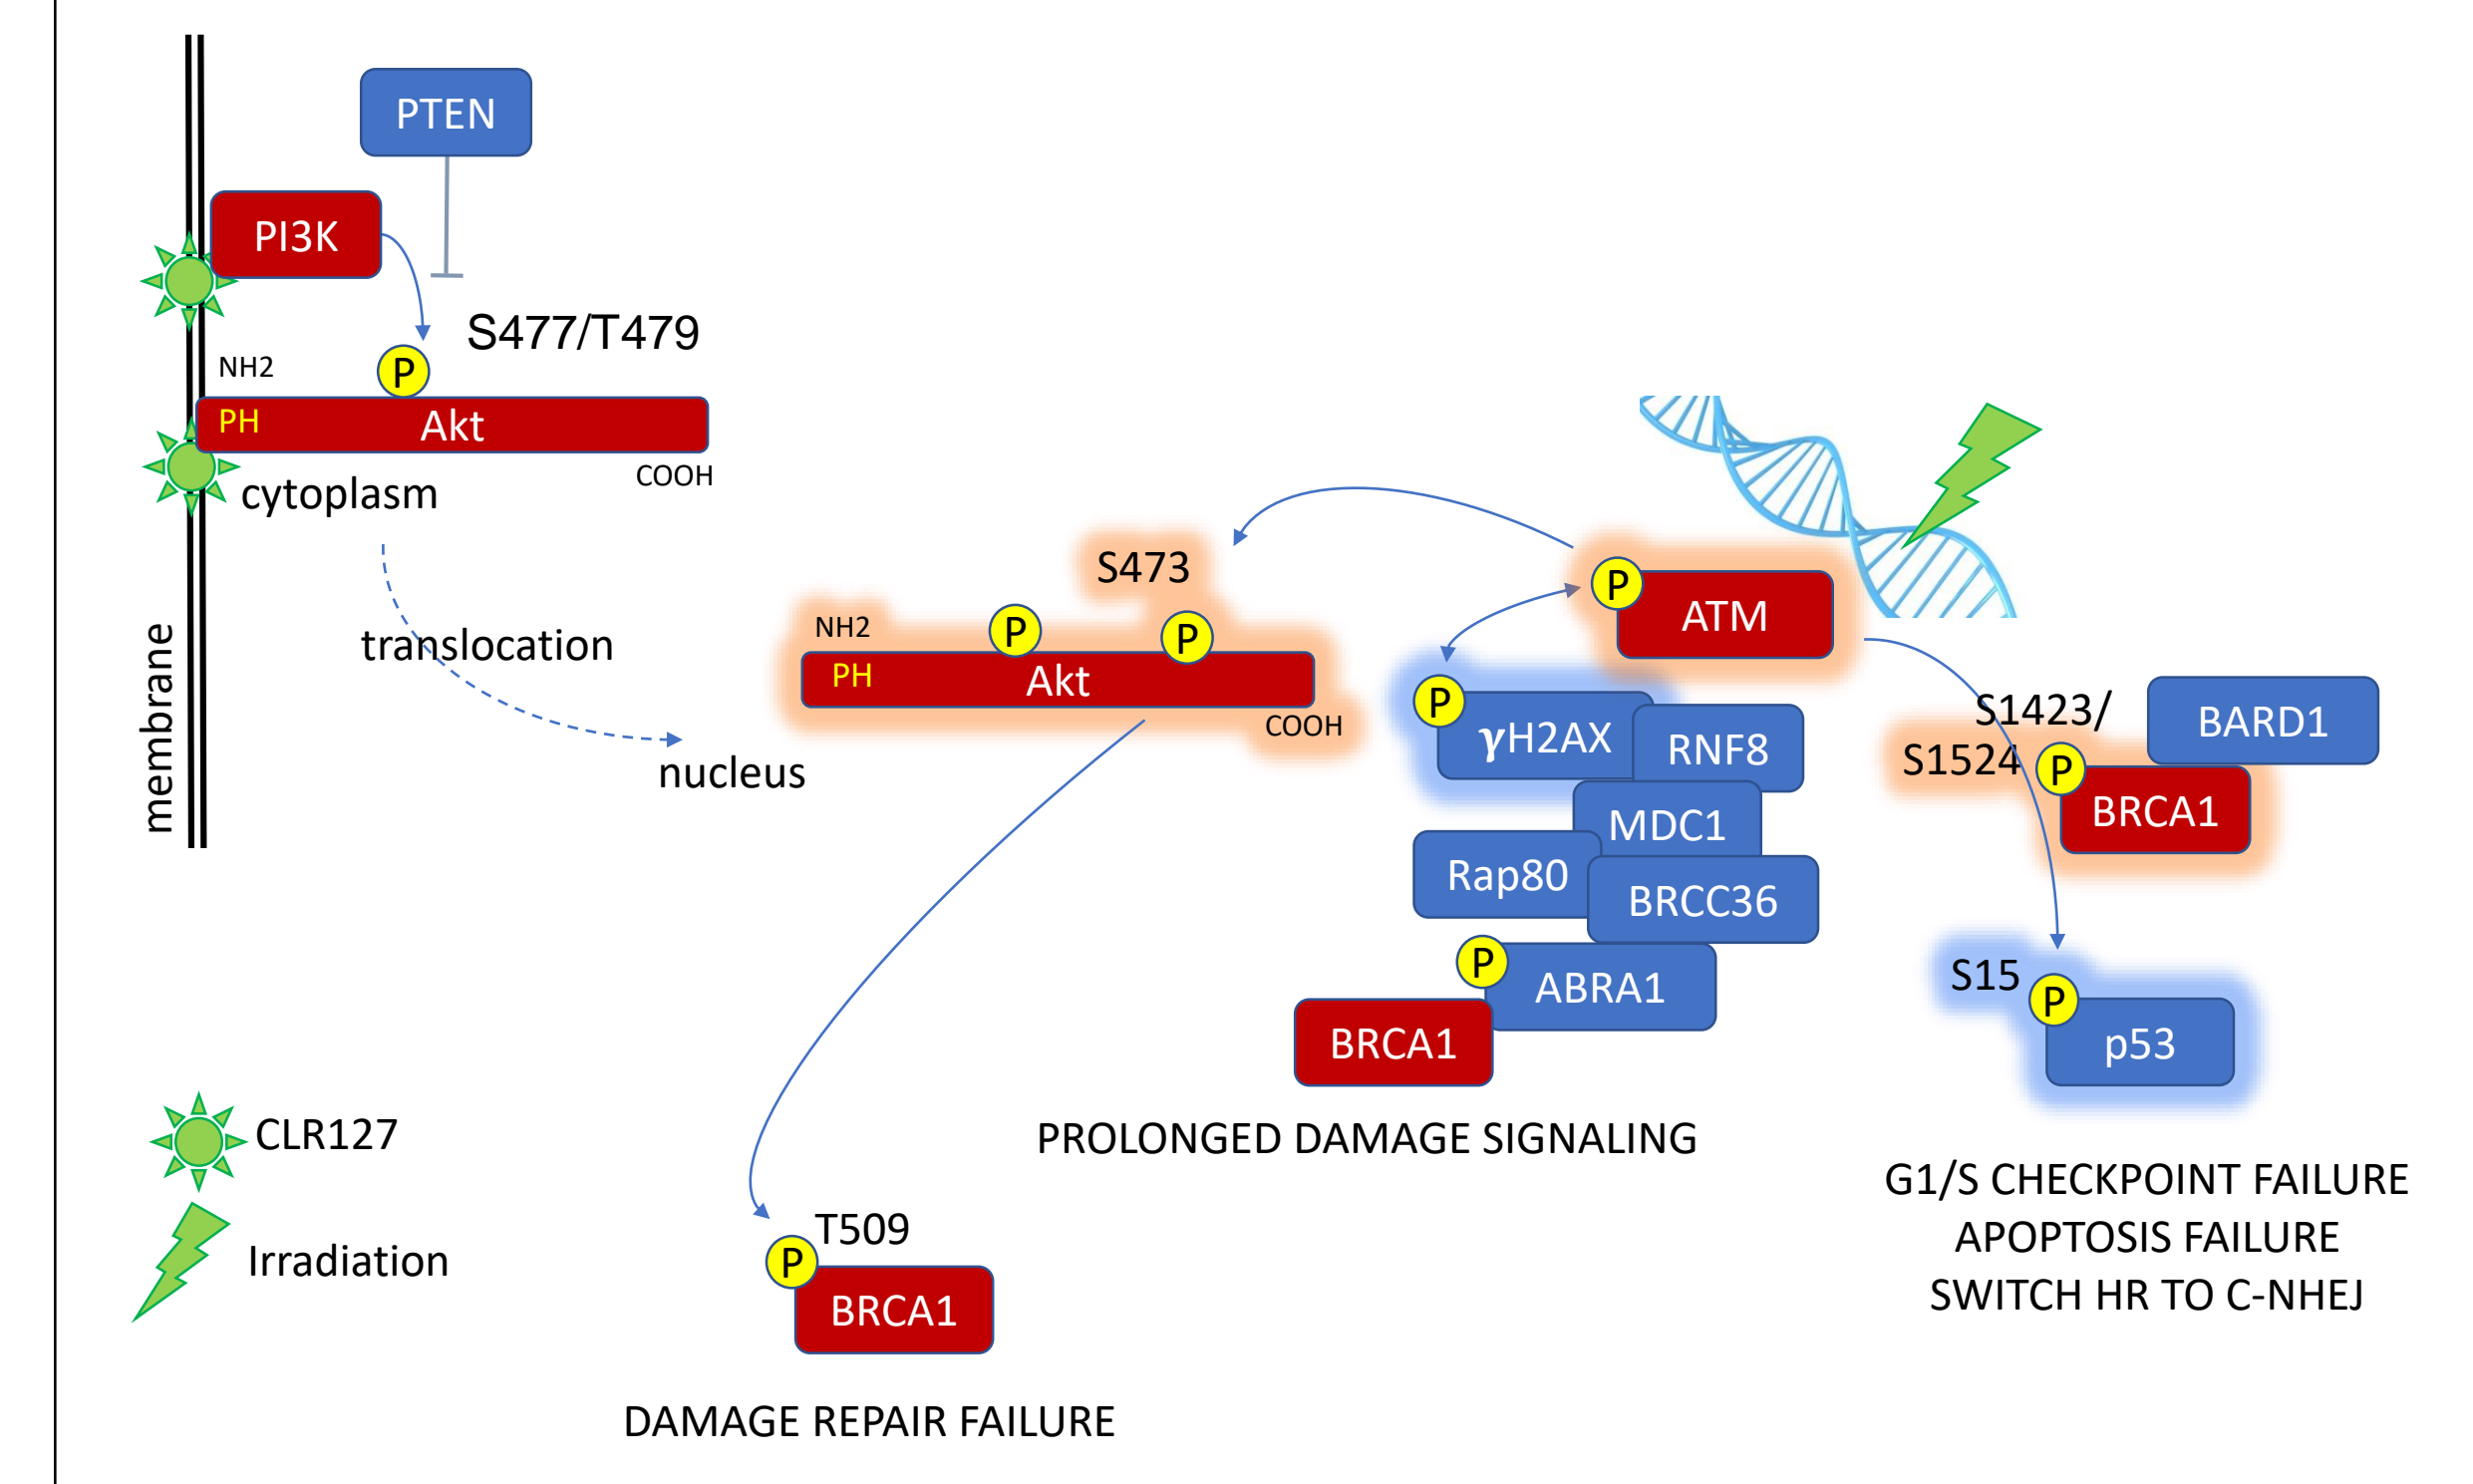 PTEN
PI3K
S477/T479
P
NH2
PH
Akt
COOH
cytoplasm
membrane
translocation
nucleus
S473
NH2
P
P
PH
Akt
COOH
P
ATM
P
γH2AX
RNF8
MDC1
Rap80
BRCC36
P
ABRA1
BRCA1
PROLONGED DAMAGE SIGNALING
S1423/
S1524
P
BARD1
BRCA1
S15
P
p53
G1/S CHECKPOINT FAILURE
APOPTOSIS FAILURE
SWITCH HR TO C-NHEJ
CLR127
Irradiation
T509
P
BRCA1
DAMAGE REPAIR FAILURE